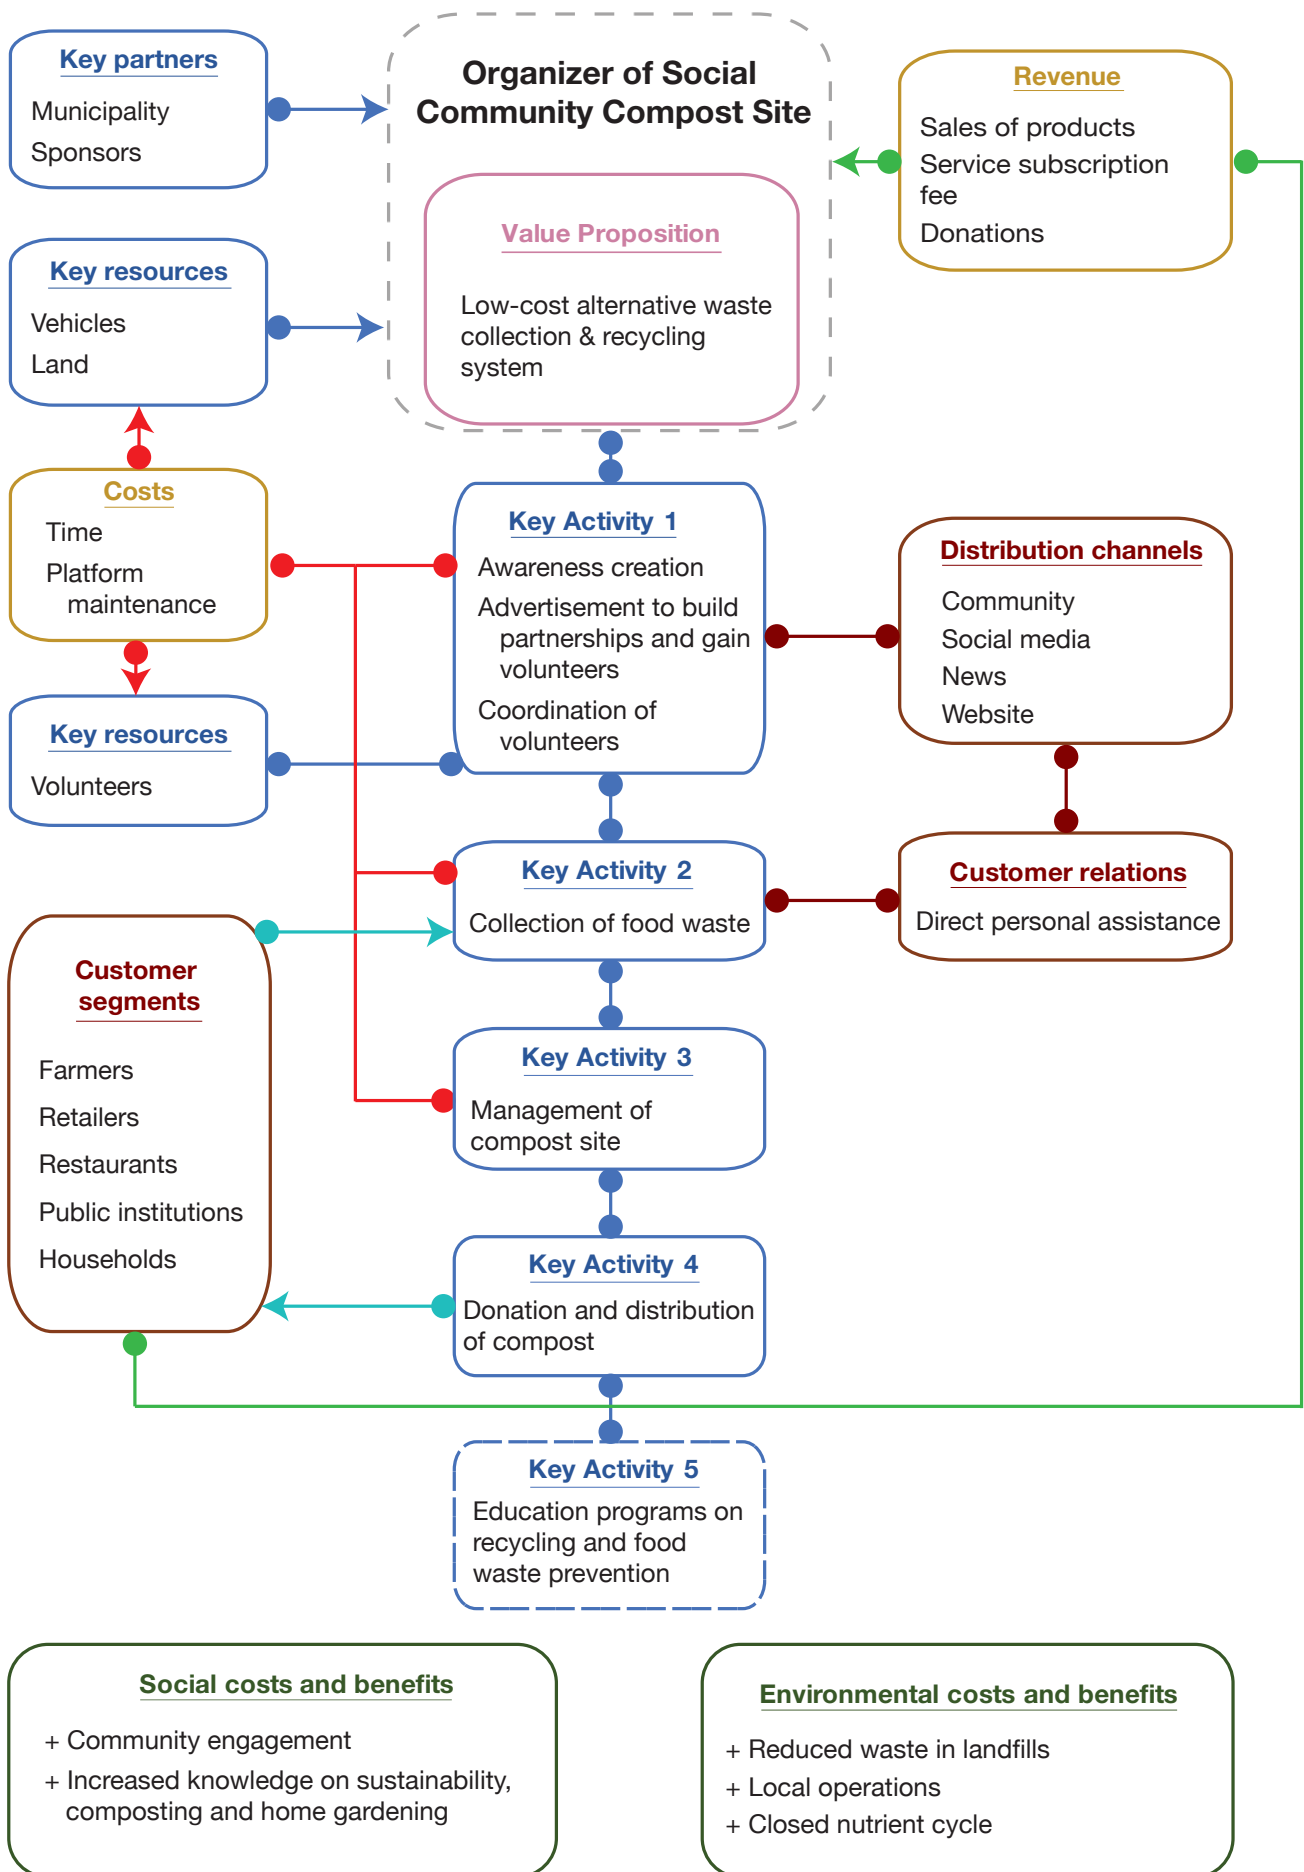 Key partners
Municipality
Sponsors
Organizer of Social
Community Compost Site
Value Proposition
Low-cost alternative waste
collection & recycling
system
Revenue
Sales of products
Service subscription
fee
Donations
Key resources
Vehicles
Land
Costs
Time
Platform
maintenance
Key resources
Volunteers
Key Activity 1
Awareness creation
Advertisement to build
partnerships and gain
volunteers
Coordination of
volunteers
Distribution channels
Community
Social media
News
Website
Key Activity 2
Collection of food waste
Customer relations
Direct personal assistance
Customer
segments
Farmers
Retailers
Restaurants
Public institutions
Households
Key Activity 3
Management of
compost site
Key Activity 4
Donation and distribution
of compost
Key Activity 5
Education programs on
recycling and food
waste prevention
Social costs and benefits
+ Community engagement
+ Increased knowledge on sustainability,
composting and home gardening
Environmental costs and benefits
+ Reduced waste in landfills
+ Local operations
+ Closed nutrient cycle